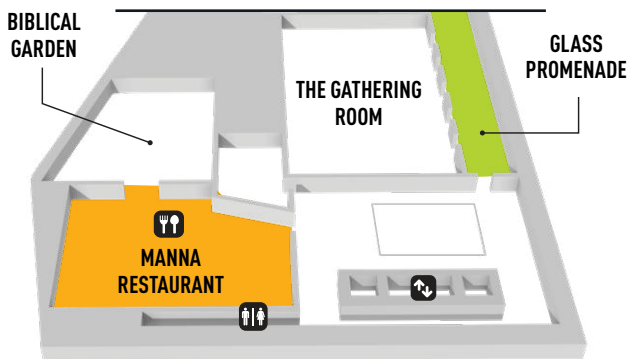 BIBLICAL
GARDEN
THE GATHERING
ROOM
GLASS
PROMENADE
MANNA
RESTAURANT